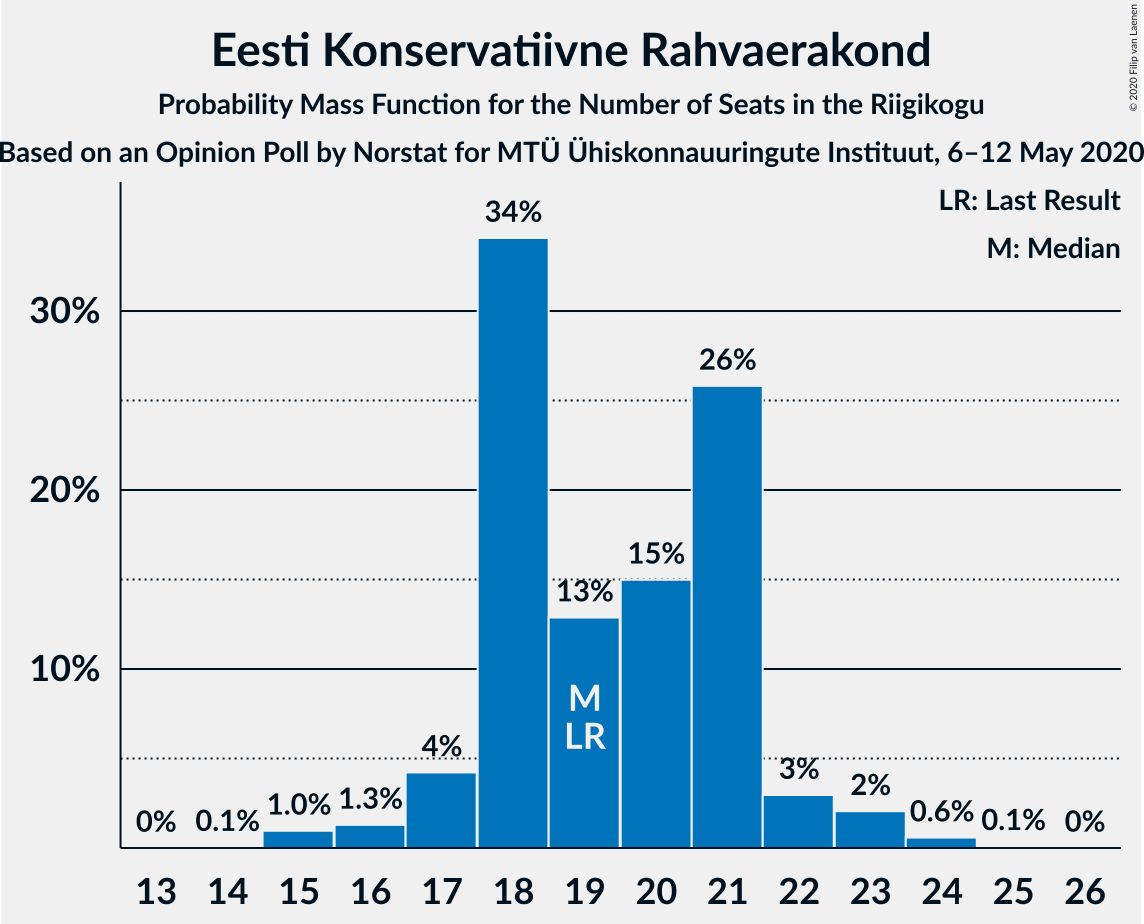 Eesti Konservatiivne Rahvaerakond
Probability Mass Function for the Number of Seats in the Riigikogu
Based on an Opinion Poll by Norstat for MTÜ Ühiskonnauuringute Instituut, 6–12 May 2020
© 2020 Filip van Laenen
LR: Last Result
M: Median
34%
30%
26%
20%
15%
13%
10%
M
LR
4%
3%
2%
1.3%
1.0%
0.6%
0% 0.1% 0.1% 0%
13 14 15 16 17 18 19 20 21 22 23 24 25 26